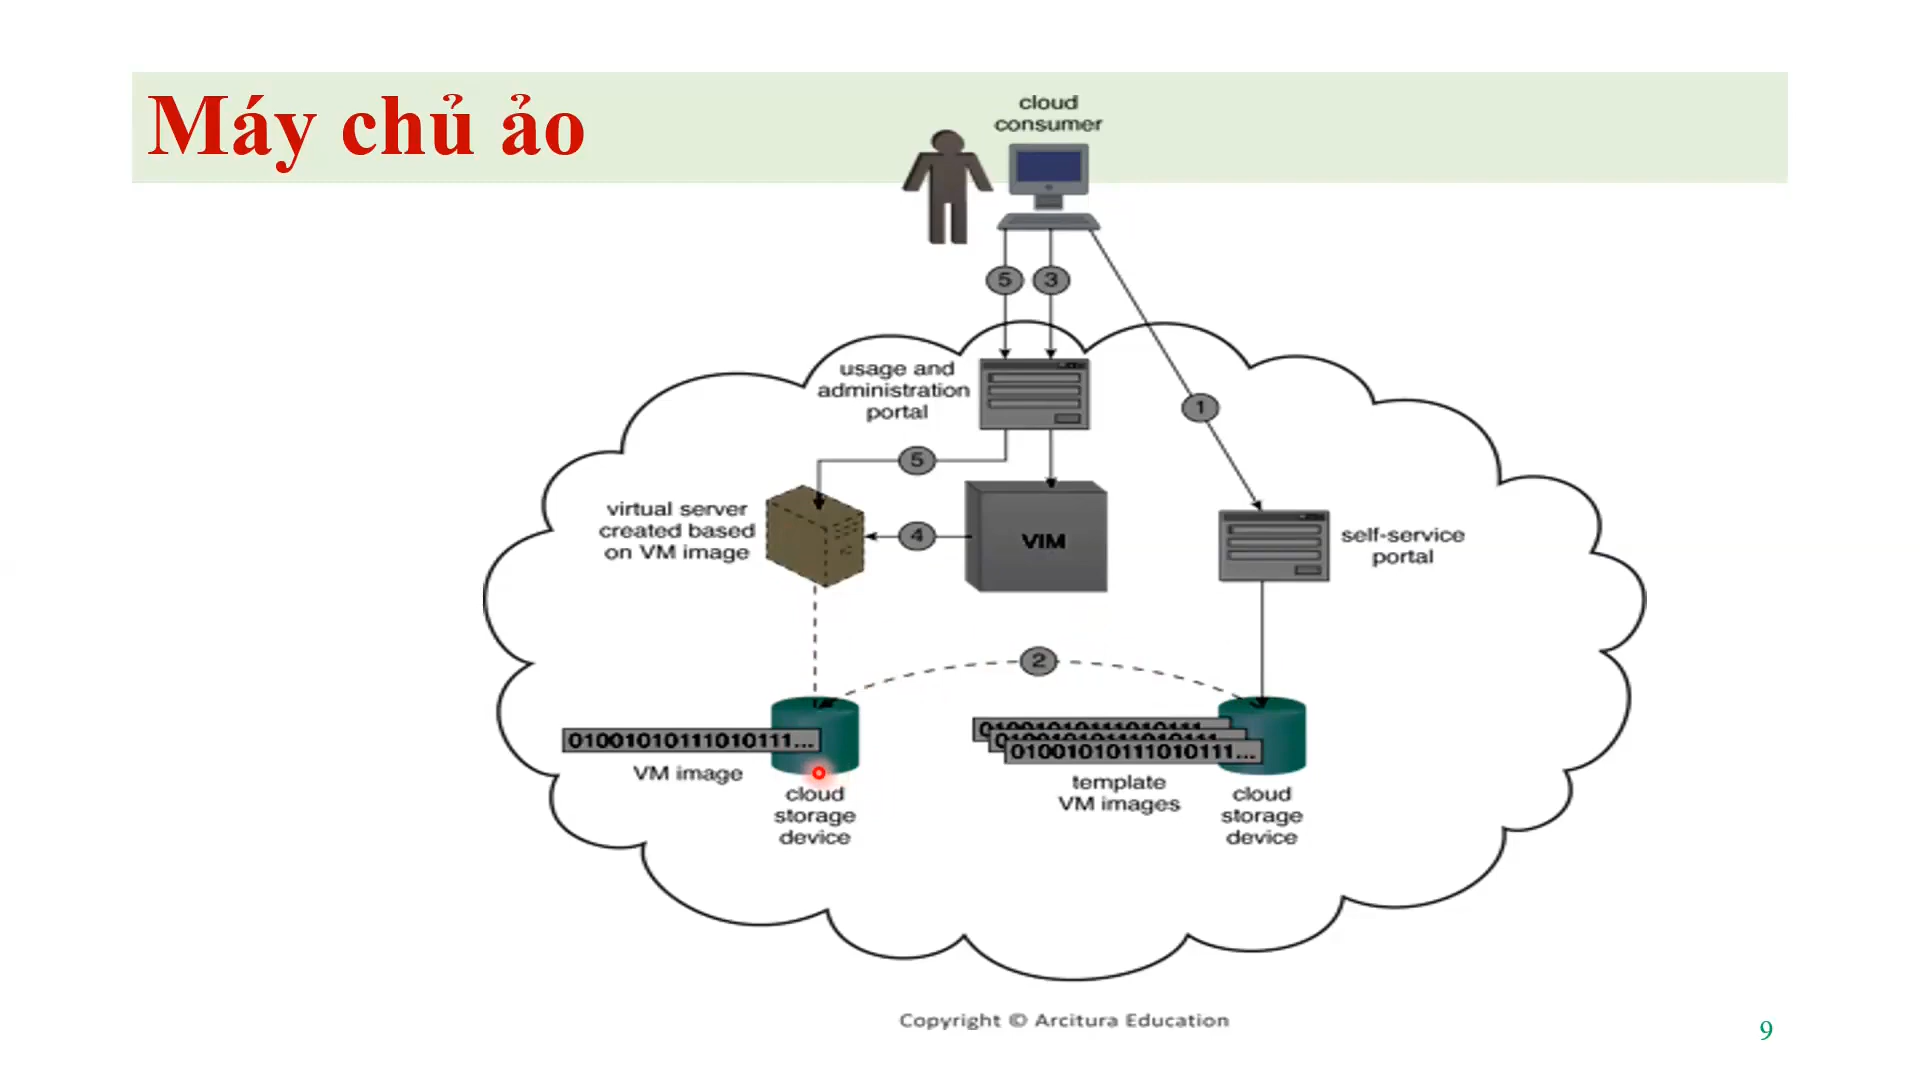 Máy chủ ảo
cloud
consumer
5
3
usage and
administration
portal
1
5
virtual server
created based
on VM image
4
VIM
self-service
portal
2
01001010111010111...
VM image
cloud
storage
device
01001010111010111
01001010111010111
01001010111010111...
template
VM images
cloud
storage
device
Copyright © Arcitura Education
9